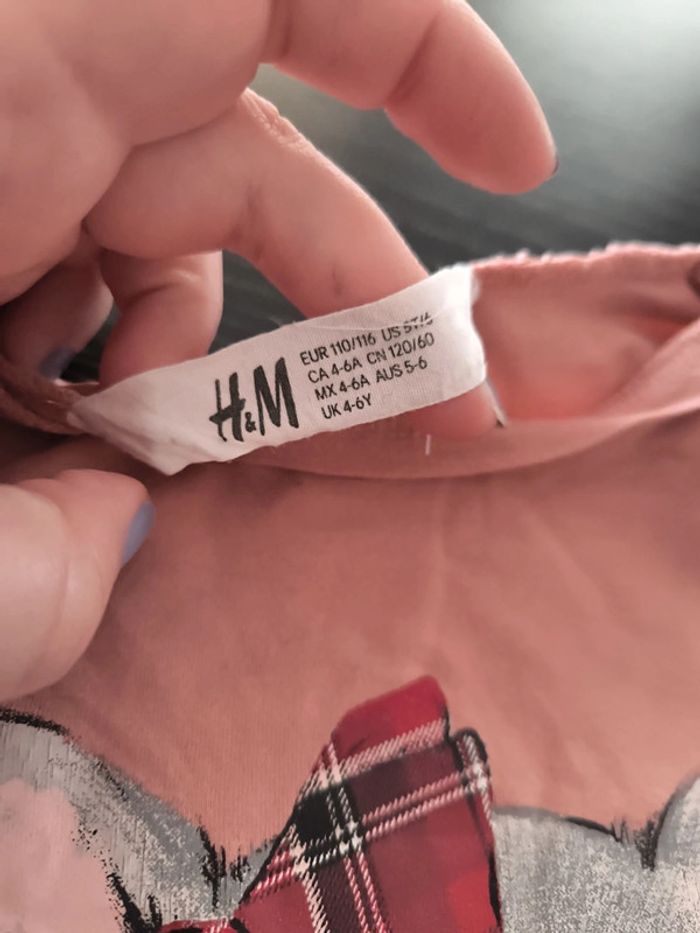 H&M
EUR 110/116 US
CA 4-6A CN 120/60
MX 4-6A AUS 5-6
UK 4-6Y